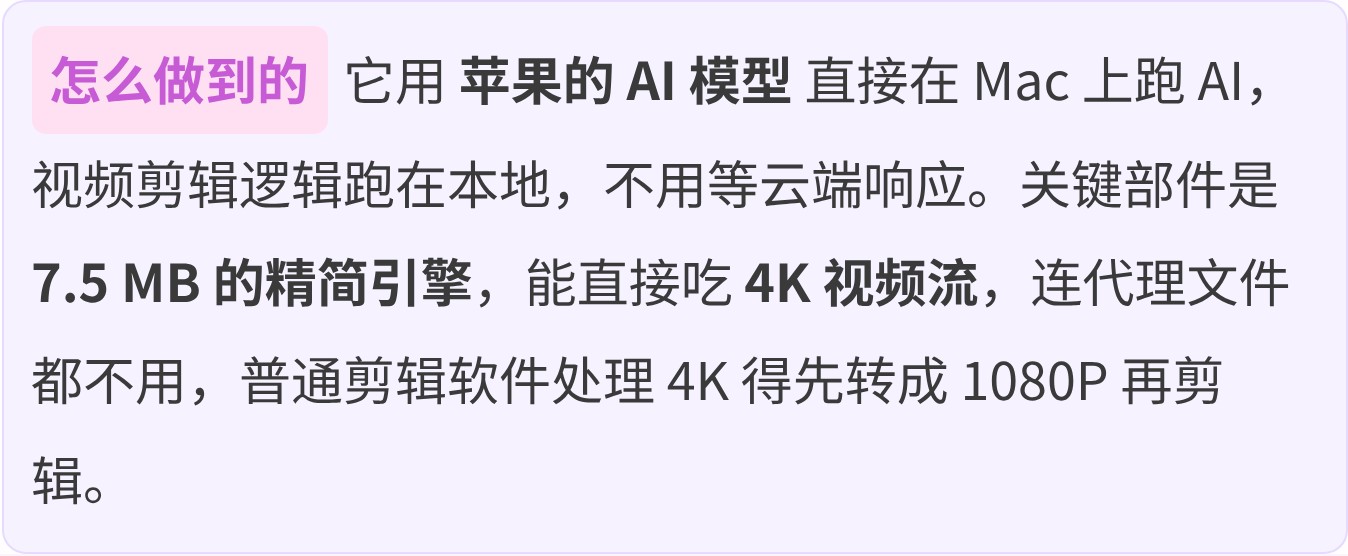 怎么做到的 它用 苹果的 AI 模型 直接在 Mac 上跑 AI，
视频剪辑逻辑跑在本地，不用等云端响应。关键部件是
7.5 MB 的精简引擎，能直接吃 4K 视频流，连代理文件
都不用，普通剪辑软件处理 4K 得先转成 1080P 再剪
辑。